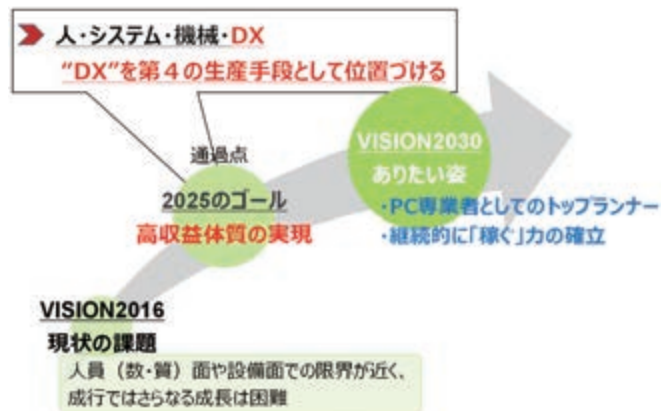 人・システム・機械・DX
"DX"を第４の生産手段として位置づける
通過点
2025のゴール
高収益体質の実現
VISION2030
ありたい姿
・PC専業者としてのトップランナー
・継続的に「稼ぐ」力の確立
VISION2016
現状の課題
人員（数・質）面や設備面での限界が近く、
成行ではさらなる成長は困難